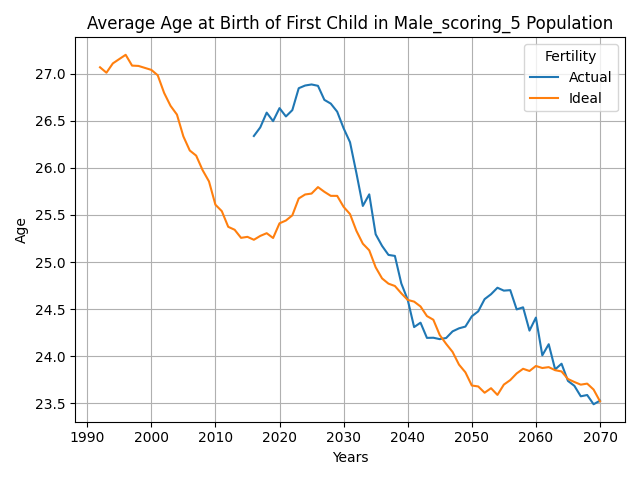 Average Age at Birth of First Child in Male_scoring_5 Population
Fertility
Actual
Ideal
Age
27.0
26.5
26.0
25.5
25.0
24.5
24.0
23.5
1990 2000 2010 2020 2030 2040 2050 2060 2070
Years